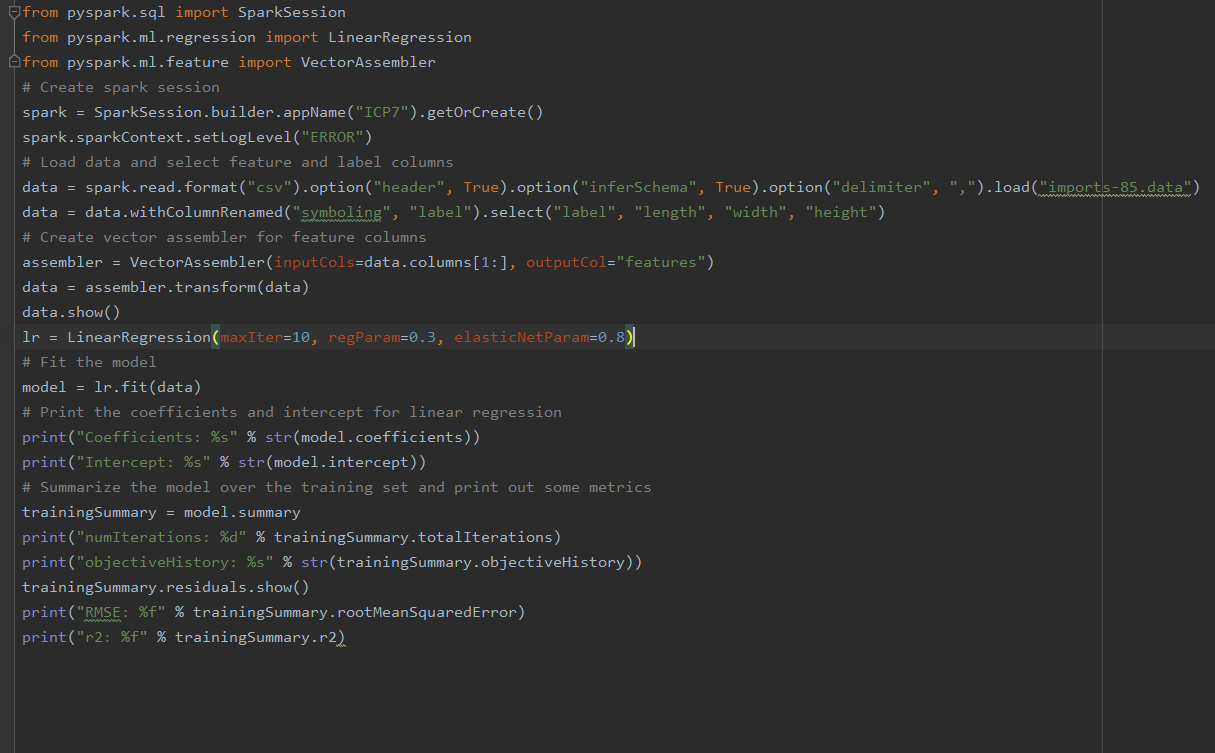 from pyspark.sql import SparkSession
from pyspark.ml.regression import LinearRegression
from pyspark.ml.feature import VectorAssembler
# Create spark session
spark = SparkSession.builder.appName("ICP7").getOrCreate()
spark.sparkContext.setLogLevel("ERROR")
# Load data and select feature and label columns
data = spark.read.format("csv").option("header", True).option("inferSchema", True).option("delimiter", ",").load("imports-85.data")
data = data.withColumnRenamed("symboling", "label").select("label", "length", "width", "height")
# Create vector assembler for feature columns
assembler = VectorAssembler(inputCols=data.columns[1:], outputCol="features")
data = assembler.transform(data)
data.show()
lr = LinearRegression(maxIter=10, regParam=0.3, elasticNetParam=0.8)
# Fit the model
model = lr.fit(data)
# Print the coefficients and intercept for linear regression
print("Coefficients: %s" % str(model.coefficients))
print("Intercept: %s" % str(model.intercept))
# Summarize the model over the training set and print out some metrics
trainingSummary = model.summary
print("numIterations: %d" % trainingSummary.totalIterations)
print("objectiveHistory: %s" % str(trainingSummary.objectiveHistory))
trainingSummary.residuals.show()
print("RMSE: %f" % trainingSummary.rootMeanSquaredError)
print("r2: %f" % trainingSummary.r2)